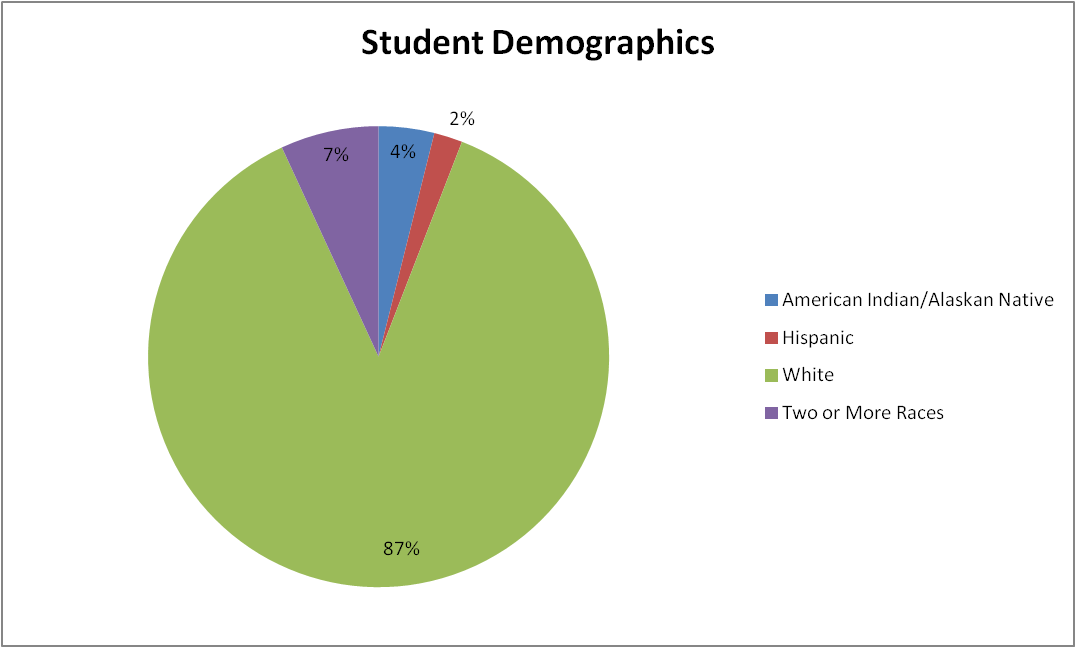 Student Demographics
2%
7%
4%
American Indian/Alaskan Native
Hispanic
White
Two or More Races
87%